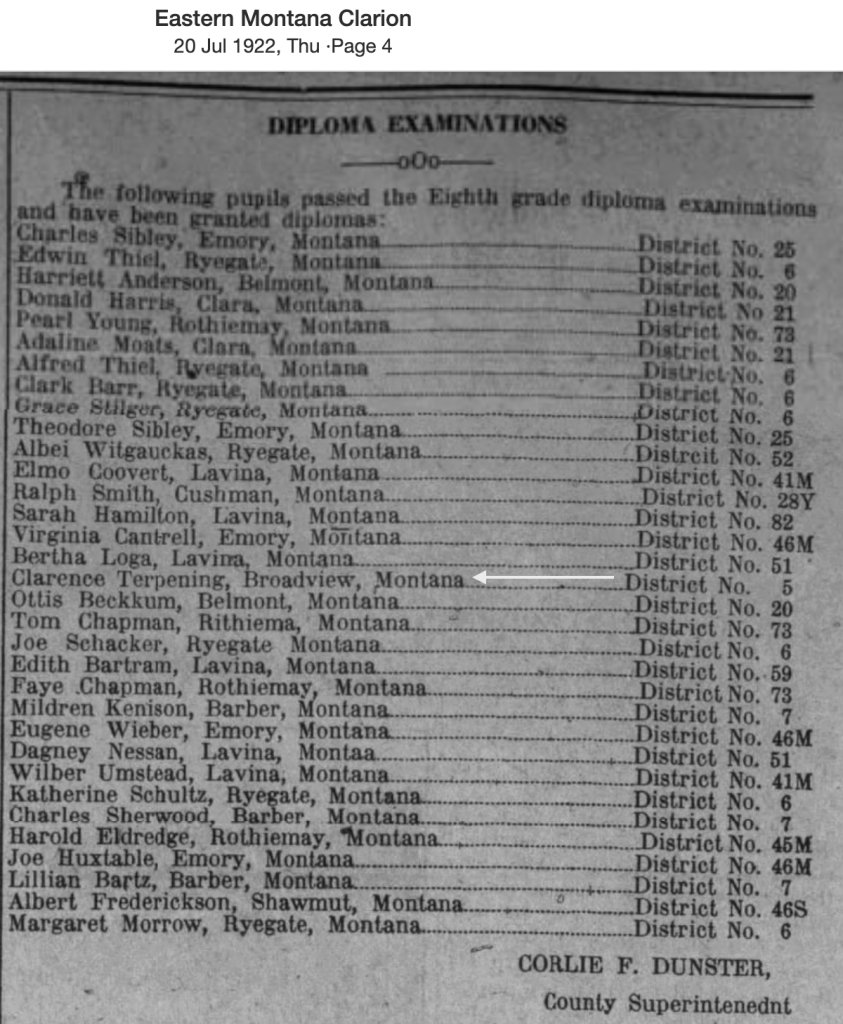 Eastern Montana Clarion
20 Jul 1922, Thu ·Page 4
DIPLOMA EXAMINATIONS
oOo
The following pupils passed the Eighth grade diploma examinations
and have been granted diplomas:
Charles Sibley, Emory, Montana District No. 25
Edwin Thiel, Ryegate, Montana District No. 6
Harriett Anderson, Belmont, Montana District No. 20
Donald Harris, Clara, Montana District No 21
Pearl Young, Rothiemay, Montana District No. 73
Adaline Moats, Clara, Montana District No. 21
Alfred Thiel, Ryegate, Montana District No. 6
Clark Barr, Ryegate, Montana District No. 6
Grace Stilger, Ryegate, Montana District No. 6
Theodore Sibley, Emory, Montana District No. 25
Albei Witgauckas, Ryegate, Montana Distrcit No. 52
Elmo Coovert, Lavina, Montana District No. 41M
Ralph Smith, Cushman, Montana District No. 28Y
Sarah Hamilton, Lavina, Montana District No. 82
Virginia Cantrell, Emory, Montana District No. 46M
Bertha Loga, Lavina, Montana District No. 51
Clarence Terpening, Broadview, Montana District No. 5
Ottis Beckkum, Belmont, Montana District No. 20
Tom Chapman, Rithiema, Montana District No. 73
Joe Schacker, Ryegate Montana District No. 6
Edith Bartram, Lavina, Montana District No. 59
Faye Chapman, Rothiemay, Montana District No. 73
Mildren Kenison, Barber, Montana District No. 7
Eugene Wieber, Emory, Montana District No. 46M
Dagney Nessan, Lavina, Montaa District No. 51
Wilber Umstead, Lavina, Montana District No. 41M
Katherine Schultz, Ryegate, Montana District No. 6
Charles Sherwood, Barber, Montana District No. 7
Harold Eldredge, Rothiemay, Montana District No. 45M
Joe Huxtable, Emory, Montana District No. 46M
Lillian Bartz, Barber, Montana District No. 7
Albert Frederickson, Shawmut, Montana District No. 46S
Margaret Morrow, Ryegate, Montana District No. 6
CORLIE F. DUNSTER,
County Superintenednt